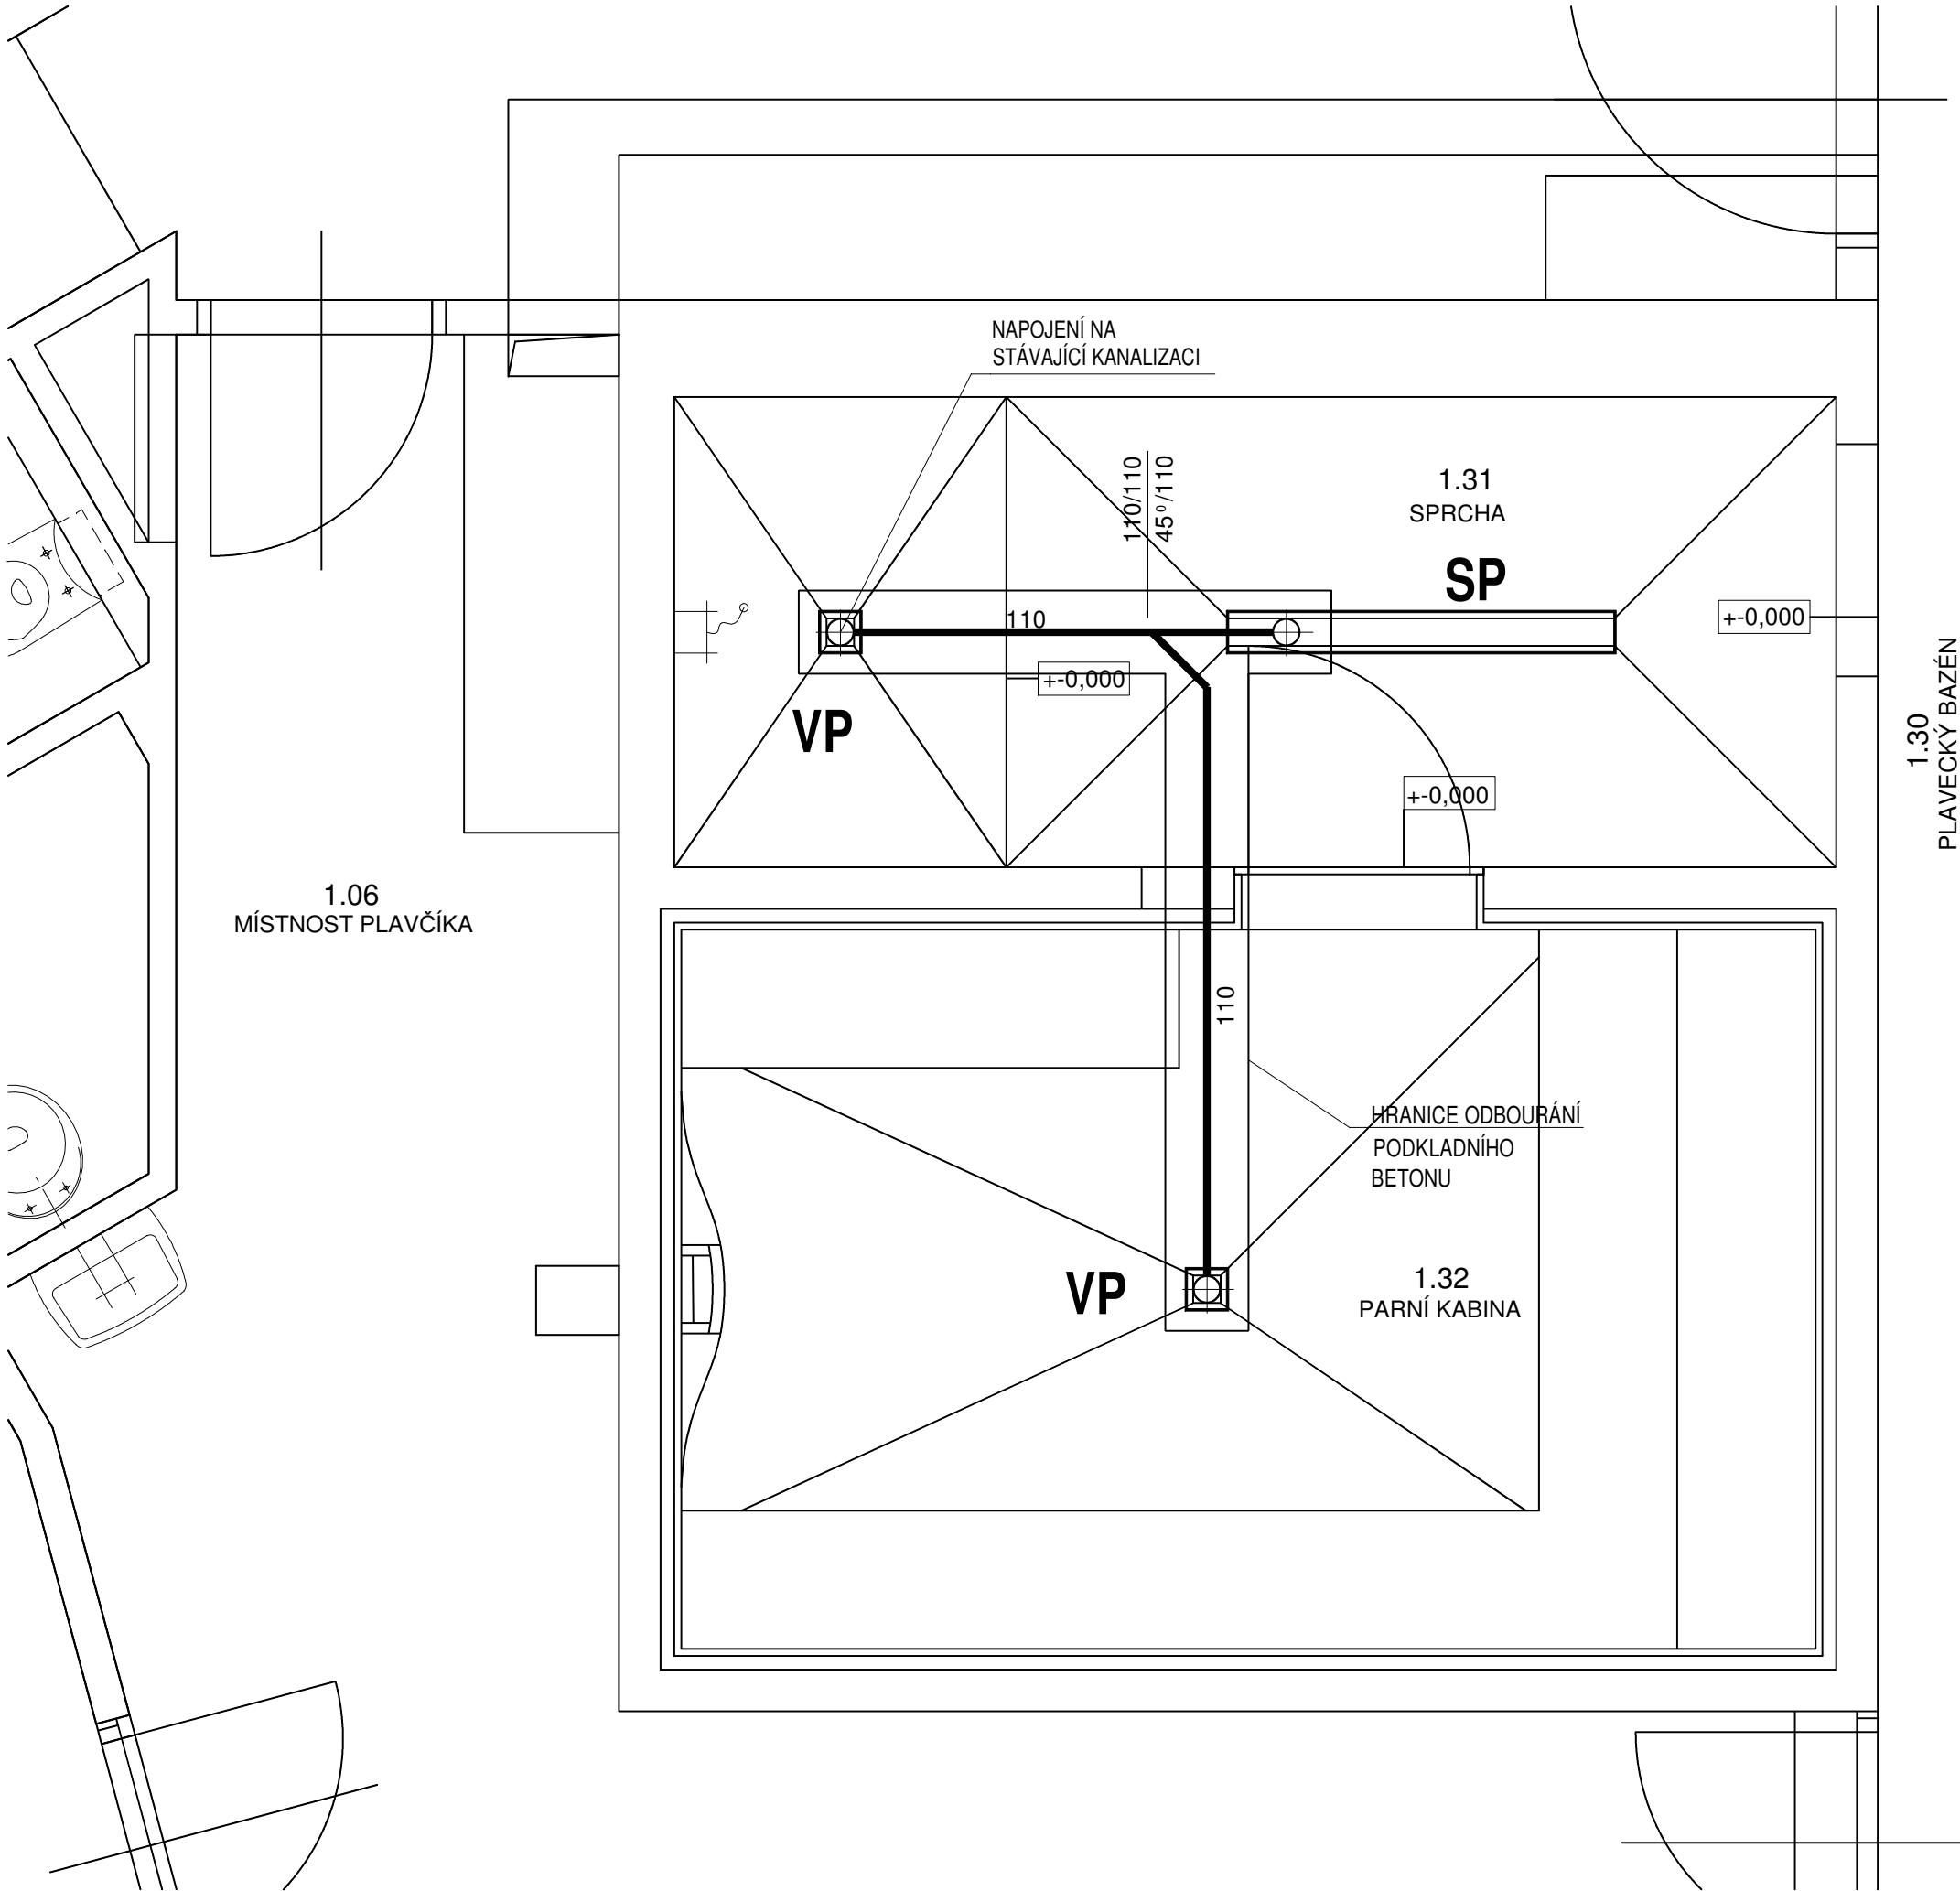 NAPOJENÍ NA
STÁVAJÍCÍ KANALIZACI
110/110
45⁰/110
1.31
SPRCHA
SP
110
+-0,000
+-0,000
VP
+-0,000
1.30
PLAVECKÝ BAZÉN
1.06
MÍSTNOST PLAVČÍKA
110
HRANICE ODBOURÁNÍ
PODKLADNÍHO
BETONU
VP
1.32
PARNÍ KABINA